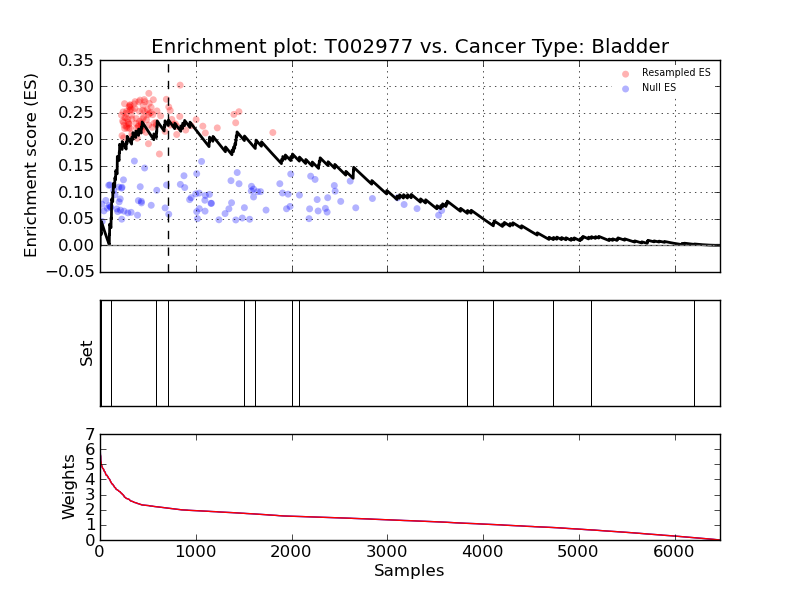 Enrichment plot: T002977 vs. Cancer Type: Bladder
Enrichment score (ES)
0.35
0.30
0.25
0.20
0.15
0.10
0.05
0.00
−0.05
Resampled ES
Null ES
Set
Weights
7
6
5
4
3
2
1
0
0 1000 2000 3000 4000 5000 6000
Samples